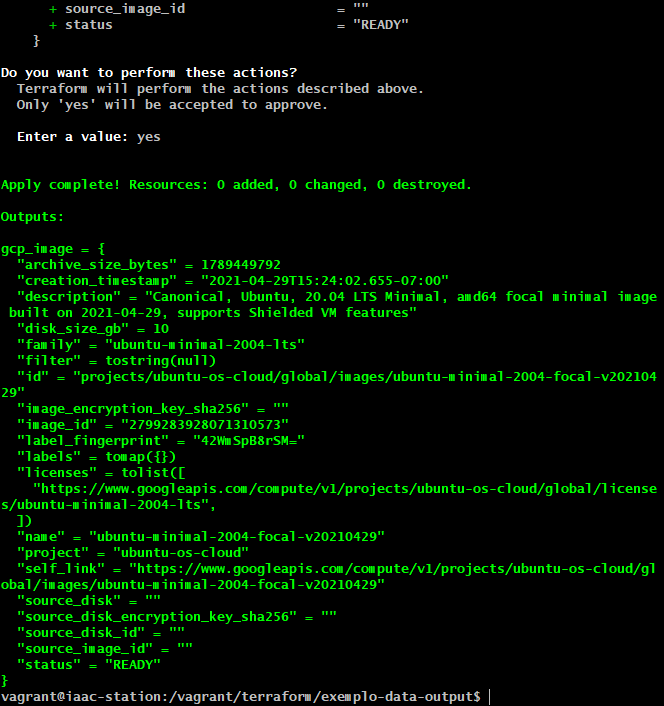 + source_image_id                   = ""
      + status                            = "READY"
    }

Do you want to perform these actions?
  Terraform will perform the actions described above.
  Only 'yes' will be accepted to approve.

  Enter a value: yes


Apply complete! Resources: 0 added, 0 changed, 0 destroyed.

Outputs:

gcp_image = {
  "archive_size_bytes" = 1789449792
  "creation_timestamp" = "2021-04-29T15:24:02.655-07:00"
  "description" = "Canonical, Ubuntu, 20.04 LTS Minimal, amd64 focal minimal image
 built on 2021-04-29, supports Shielded VM features"
  "disk_size_gb" = 10
  "family" = "ubuntu-minimal-2004-lts"
  "filter" = tostring(null)
  "id" = "projects/ubuntu-os-cloud/global/images/ubuntu-minimal-2004-focal-v202104
29"
  "image_encryption_key_sha256" = ""
  "image_id" = "2799283928071310573"
  "label_fingerprint" = "42WmSpB8rSM="
  "labels" = tomap({})
  "licenses" = tolist([
    "https://www.googleapis.com/compute/v1/projects/ubuntu-os-cloud/global/license
s/ubuntu-minimal-2004-lts",
  ])
  "name" = "ubuntu-minimal-2004-focal-v20210429"
  "project" = "ubuntu-os-cloud"
  "self_link" = "https://www.googleapis.com/compute/v1/projects/ubuntu-os-cloud/gl
obal/images/ubuntu-minimal-2004-focal-v20210429"
  "source_disk" = ""
  "source_disk_encryption_key_sha256" = ""
  "source_disk_id" = ""
  "source_image_id" = ""
  "status" = "READY"
}
vagrant@iaac-station:/vagrant/terraform/exemplo-data-output$